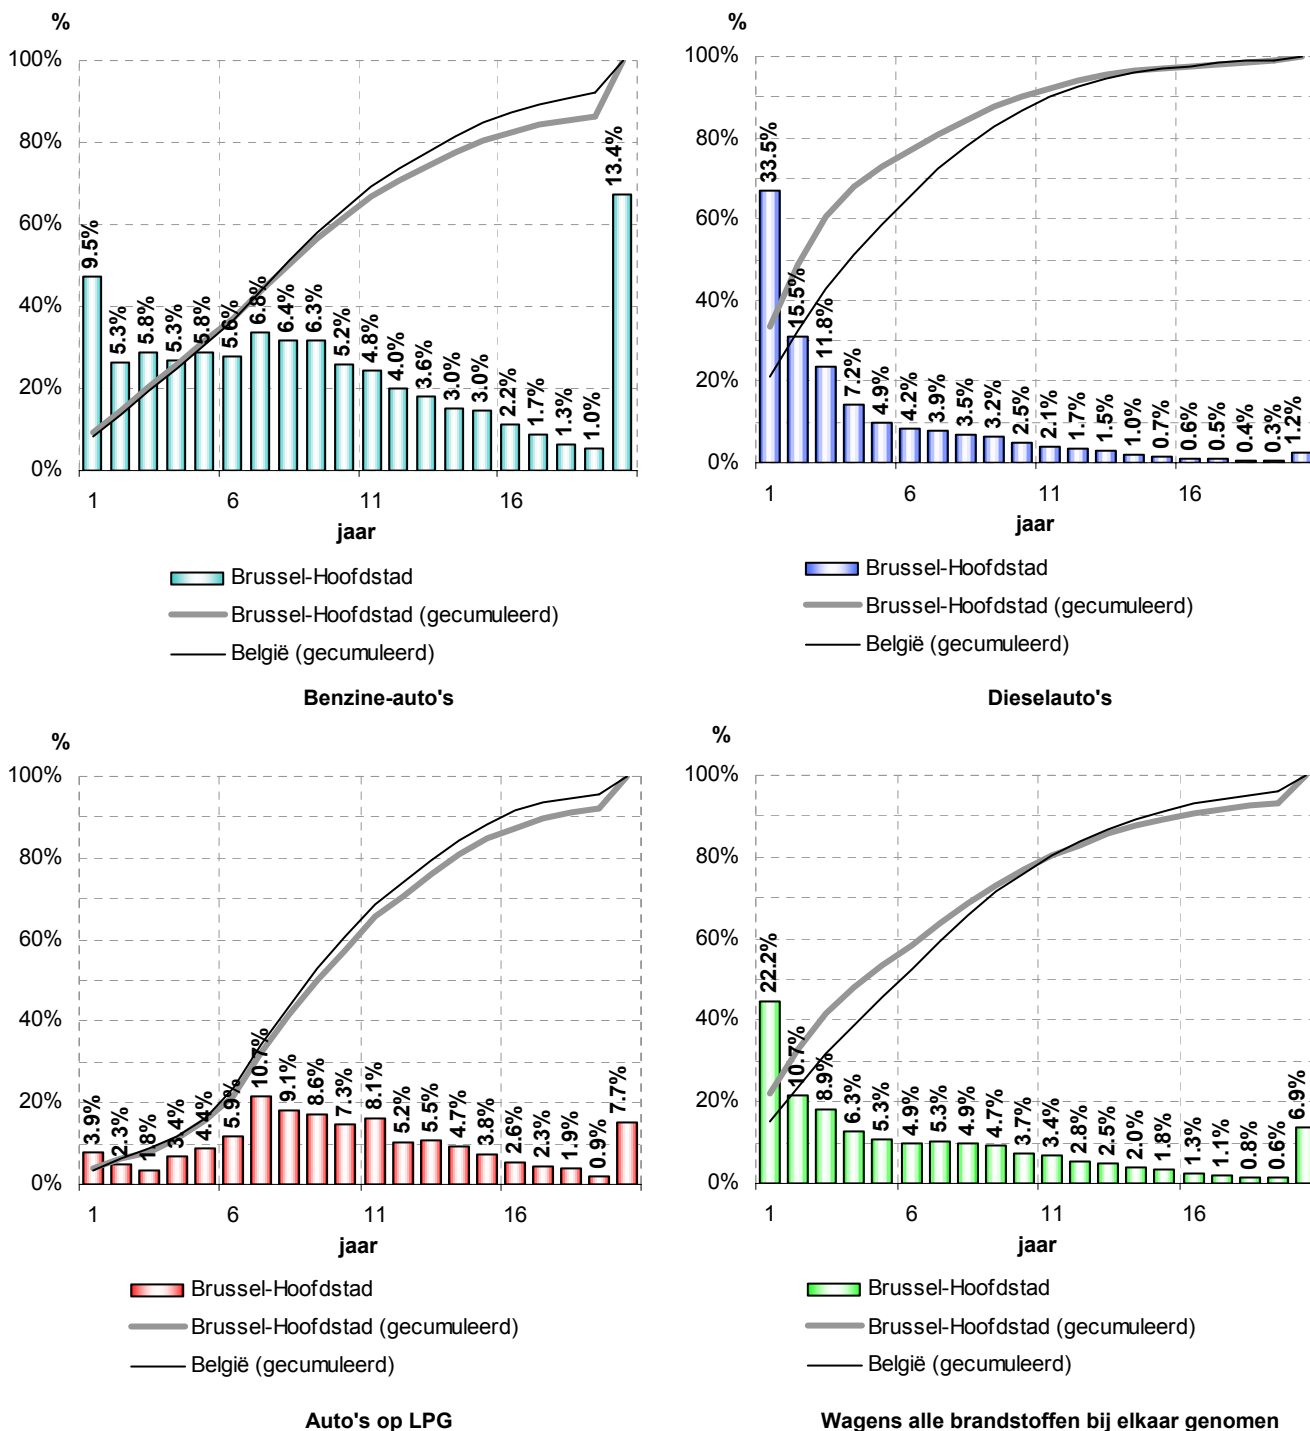 %
100%
80%
60%
40%
20%
0%
9.5% 5.3% 5.8% 5.3% 5.8% 5.6% 6.8% 6.4% 6.3% 5.2% 4.8% 4.0% 3.6% 3.0% 3.0% 2.2% 1.7% 1.3% 1.0% 13.4%
1 6 11 16
jaar
Brussel-Hoofdstad
Brussel-Hoofdstad (gecumuleerd)
België (gecumuleerd)
Benzine-auto's
%
100%
80%
60%
40%
20%
0%
33.5% 15.5% 11.8% 7.2% 4.9% 4.2% 3.9% 3.5% 3.2% 2.5% 2.1% 1.7% 1.5% 1.0% 0.7% 0.6% 0.5% 0.4% 0.3% 1.2%
1 6 11 16
jaar
Brussel-Hoofdstad
Brussel-Hoofdstad (gecumuleerd)
België (gecumuleerd)
Dieselauto's
%
100%
80%
60%
40%
20%
0%
3.9% 2.3% 1.8% 3.4% 4.4% 5.9% 10.7% 9.1% 8.6% 7.3% 8.1% 5.2% 5.5% 4.7% 3.8% 2.6% 2.3% 1.9% 0.9% 7.7%
1 6 11 16
jaar
Brussel-Hoofdstad
Brussel-Hoofdstad (gecumuleerd)
België (gecumuleerd)
Auto's op LPG
%
100%
80%
60%
40%
20%
0%
22.2% 10.7% 8.9% 6.3% 5.3% 4.9% 5.3% 4.9% 4.7% 3.7% 3.4% 2.8% 2.5% 2.0% 1.8% 1.3% 1.1% 0.8% 0.6% 6.9%
1 6 11 16
jaar
Brussel-Hoofdstad
Brussel-Hoofdstad (gecumuleerd)
België (gecumuleerd)
Wagens alle brandstoffen bij elkaar genomen